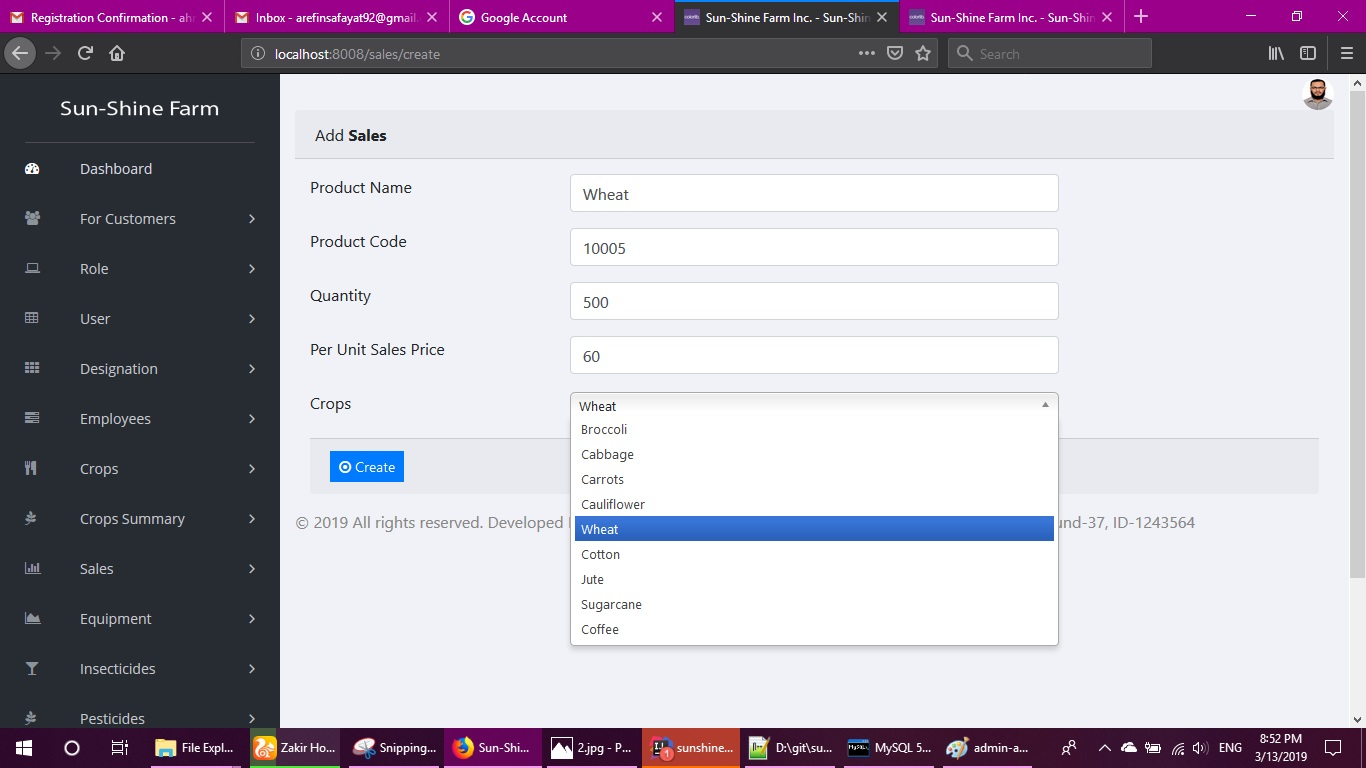 Registration Confirmation - ah
Inbox - arefinsafayat92@gmail.
Google Account
Sun-Shine Farm Inc. - Sun-Shin
Sun-Shine Farm Inc. - Sun-Shin
localhost:8008/sales/create
Search
Sun-Shine Farm
Dashboard
For Customers
Role
User
Designation
Employees
Crops
Crops Summary
Sales
Equipment
Insecticides
Pesticides
Add Sales
Product Name
Wheat
Product Code
10005
Quantity
500
Per Unit Sales Price
60
Crops
Wheat
Broccoli
Cabbage
Carrots
Cauliflower
Wheat
Cotton
Jute
Sugarcane
Coffee
Create
© 2019 All rights reserved. Developed
und-37, ID-1243564
File Expl...
Zakir Ho...
Snipping...
Sun-Shi...
2.jpg - P...
sunshine...
D:\git\su...
MySQL 5...
admin-a...
ENG
8:52 PM
3/13/2019